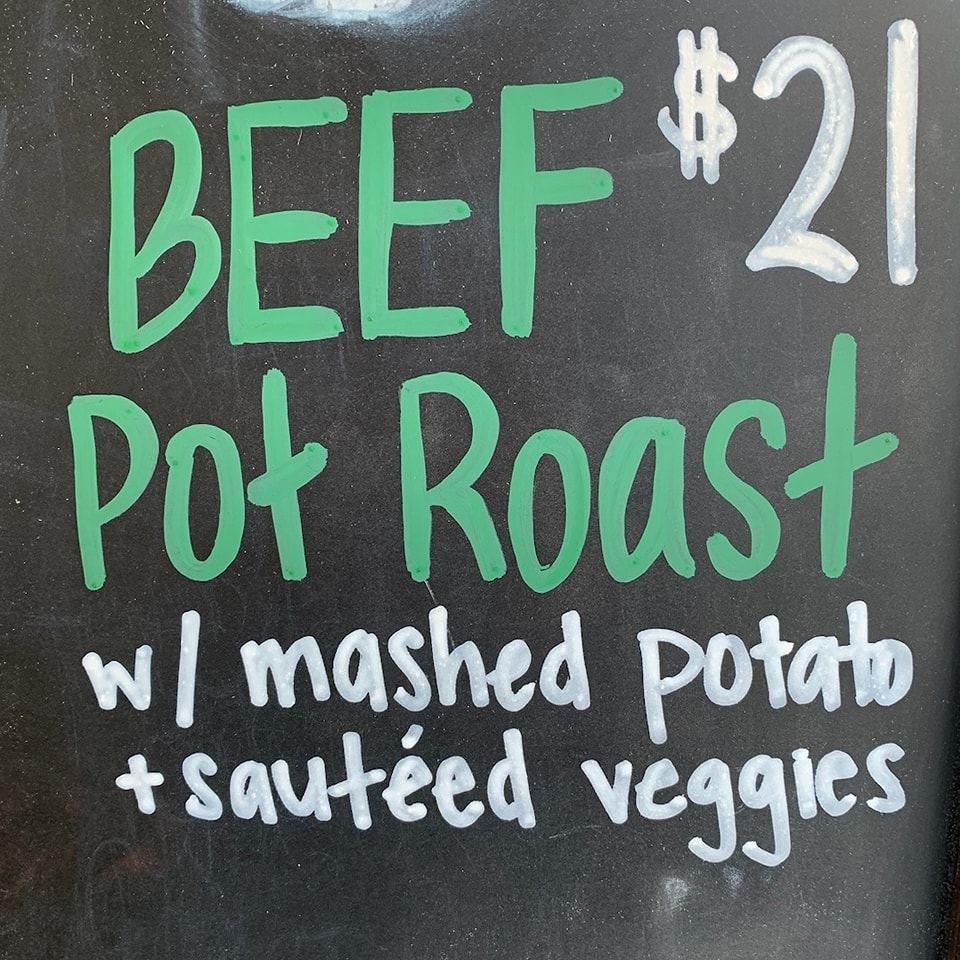 BEEF $21
Pot Roast
w/ mashed potato
+ sautéed veggies